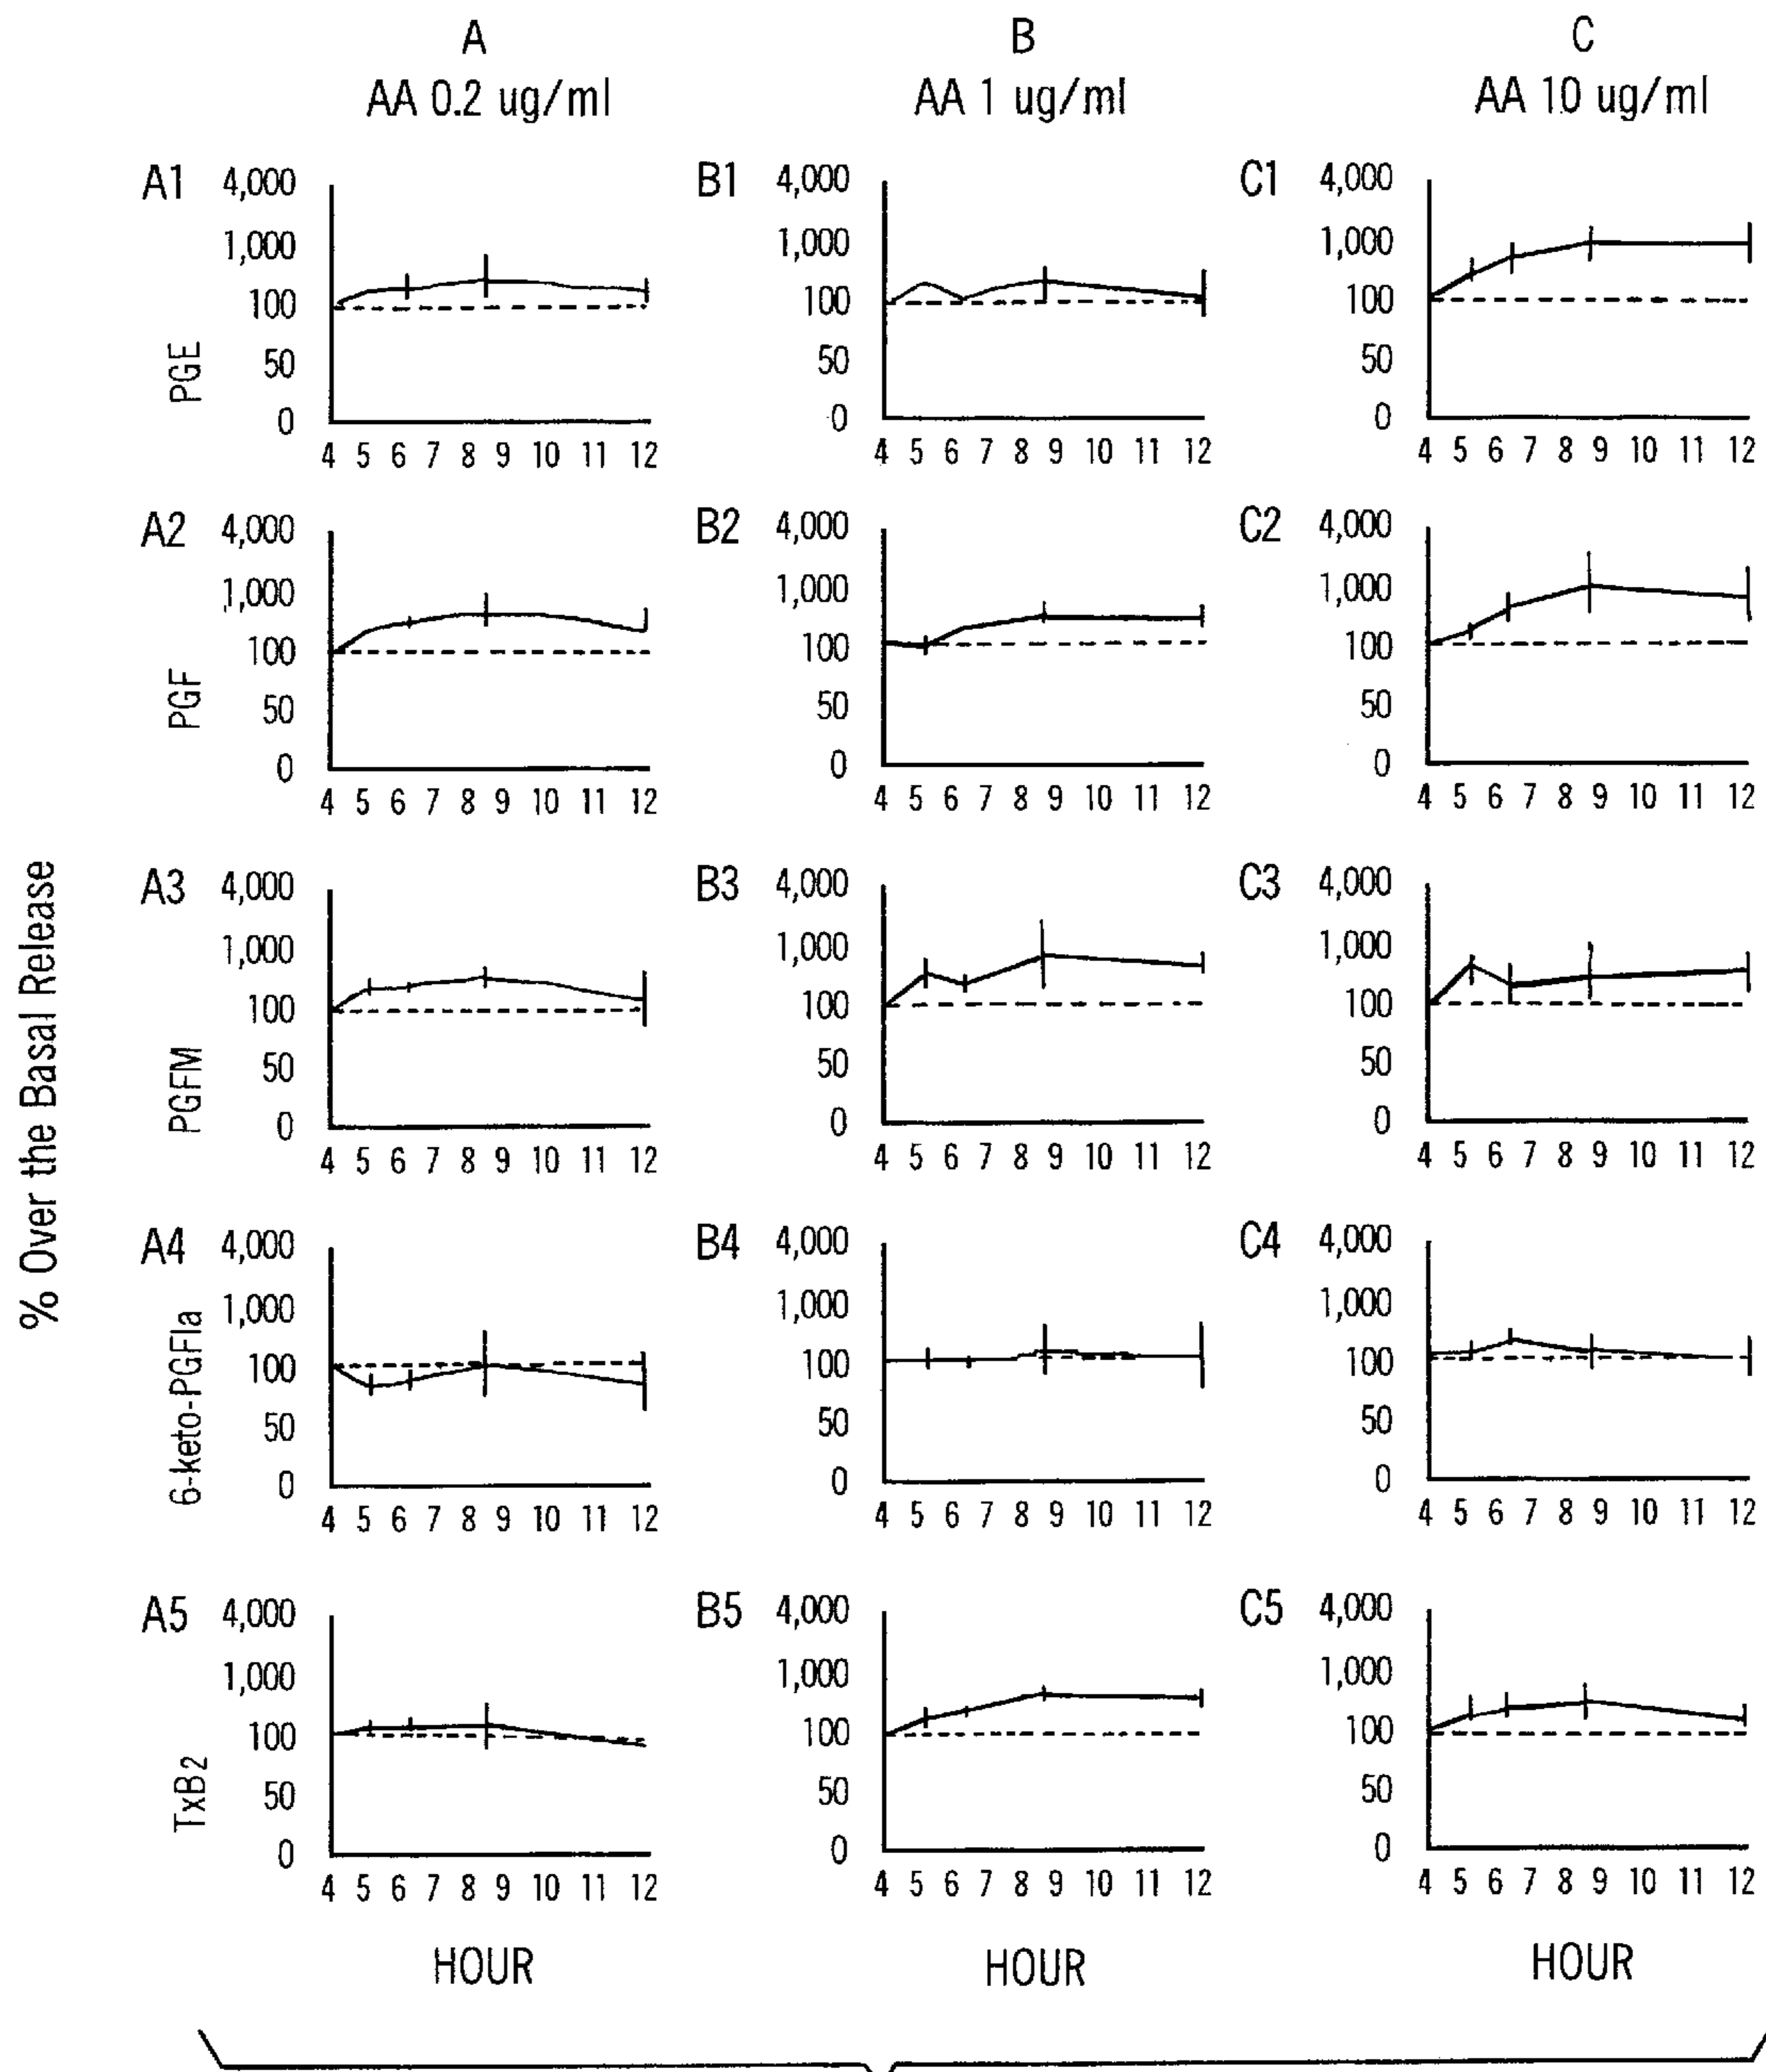 A B C
AA 0.2 ug/ml AA 1 ug/ml AA 10 ug/ml
% Over the Basal Release
A1 B1 C1
PGE
4,000 4,000 4,000
1,000 1,000 1,000
100 100 100
50 50 50
0 0 0
4 5 6 7 8 9 10 11 12 4 5 6 7 8 9 10 11 12 4 5 6 7 8 9 10 11 12
A2 B2 C2
PGF
4,000 4,000 4,000
1,000 1,000 1,000
100 100 100
50 50 50
0 0 0
4 5 6 7 8 9 10 11 12 4 5 6 7 8 9 10 11 12 4 5 6 7 8 9 10 11 12
A3 B3 C3
PGFM
4,000 4,000 4,000
1,000 1,000 1,000
100 100 100
50 50 50
0 0 0
4 5 6 7 8 9 10 11 12 4 5 6 7 8 9 10 11 12 4 5 6 7 8 9 10 11 12
A4 B4 C4
6-keto-PGFIa
4,000 4,000 4,000
1,000 1,000 1,000
100 100 100
50 50 50
0 0 0
4 5 6 7 8 9 10 11 12 4 5 6 7 8 9 10 11 12 4 5 6 7 8 9 10 11 12
A5 B5 C5
TxB2
4,000 4,000 4,000
1,000 1,000 1,000
100 100 100
50 50 50
0 0 0
4 5 6 7 8 9 10 11 12 4 5 6 7 8 9 10 11 12 4 5 6 7 8 9 10 11 12
HOUR HOUR HOUR